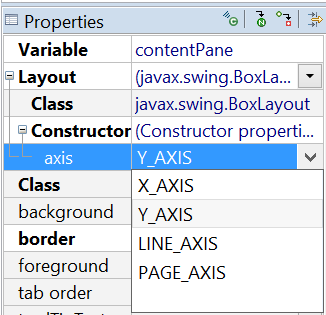 Properties
Variable contentPane
Layout (javax.swing.BoxLa...
Class javax.swing.BoxLayout
Constructor (Constructor properti...
axis Y_AXIS
Class X_AXIS
background Y_AXIS
border LINE_AXIS
foreground PAGE_AXIS
tab order